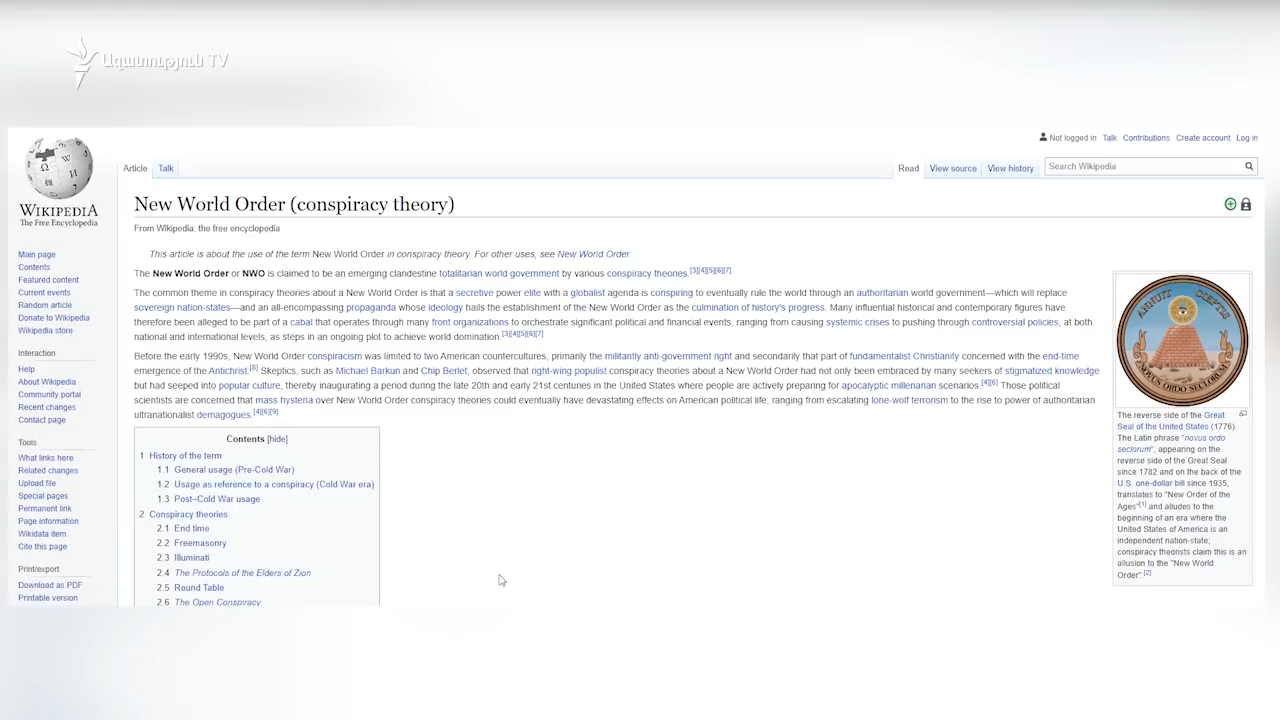 Ազատություն TV
Not logged in Talk Contributions Create account Log in
Article Talk
Read View source View history Search Wikipedia
WIKIPEDIA
The Free Encyclopedia
New World Order (conspiracy theory)
From Wikipedia, the free encyclopedia
This article is about the use of the term New World Order in conspiracy theory. For other uses, see New World Order.
The New World Order or NWO is claimed to be an emerging clandestine totalitarian world government by various conspiracy theories.[3][4][5][6][7]
The common theme in conspiracy theories about a New World Order is that a secretive power elite with a globalist agenda is conspiring to eventually rule the world through an authoritarian world government—which will replace
sovereign nation-states—and an all-encompassing propaganda whose ideology hails the establishment of the New World Order as the culmination of history's progress. Many influential historical and contemporary figures have
therefore been alleged to be part of a cabal that operates through many front organizations to orchestrate significant political and financial events, ranging from causing systemic crises to pushing through controversial policies, at both
national and international levels, as steps in an ongoing plot to achieve world domination.[3][4][5][6][7]
Before the early 1990s, New World Order conspiracism was limited to two American countercultures, primarily the militantly anti-government right and secondarily that part of fundamentalist Christianity concerned with the end-time
emergence of the Antichrist.[8] Skeptics, such as Michael Barkun and Chip Berlet, observed that right-wing populist conspiracy theories about a New World Order had not only been embraced by many seekers of stigmatized knowledge
but had seeped into popular culture, thereby inaugurating a period during the late 20th and early 21st centuries in the United States where people are actively preparing for apocalyptic millenarian scenarios.[4][6] Those political
scientists are concerned that mass hysteria over New World Order conspiracy theories could eventually have devastating effects on American political life, ranging from escalating lone-wolf terrorism to the rise to power of authoritarian
ultranationalist demagogues.[4][6][9]
Contents [hide]
1 History of the term
1.1 General usage (Pre-Cold War)
1.2 Usage as reference to a conspiracy (Cold War era)
1.3 Post–Cold War usage
2 Conspiracy theories
2.1 End time
2.2 Freemasonry
2.3 Illuminati
2.4 The Protocols of the Elders of Zion
2.5 Round Table
2.6 The Open Conspiracy
ANNUIT COEPTIS
NOVUS ORDO SECLORUM
The reverse side of the Great
Seal of the United States (1776).
The Latin phrase "novus ordo
seclorum", appearing on the
reverse side of the Great Seal
since 1782 and on the back of the
U.S. one-dollar bill since 1935,
translates to "New Order of the
Ages"[1] and alludes to the
beginning of an era where the
United States of America is an
independent nation-state;
conspiracy theorists claim this is an
allusion to the "New World
Order".[2]
Main page
Contents
Featured content
Current events
Random article
Donate to Wikipedia
Wikipedia store
Interaction
Help
About Wikipedia
Community portal
Recent changes
Contact page
Tools
What links here
Related changes
Upload file
Special pages
Permanent link
Page information
Wikidata item
Cite this page
Print/export
Download as PDF
Printable version